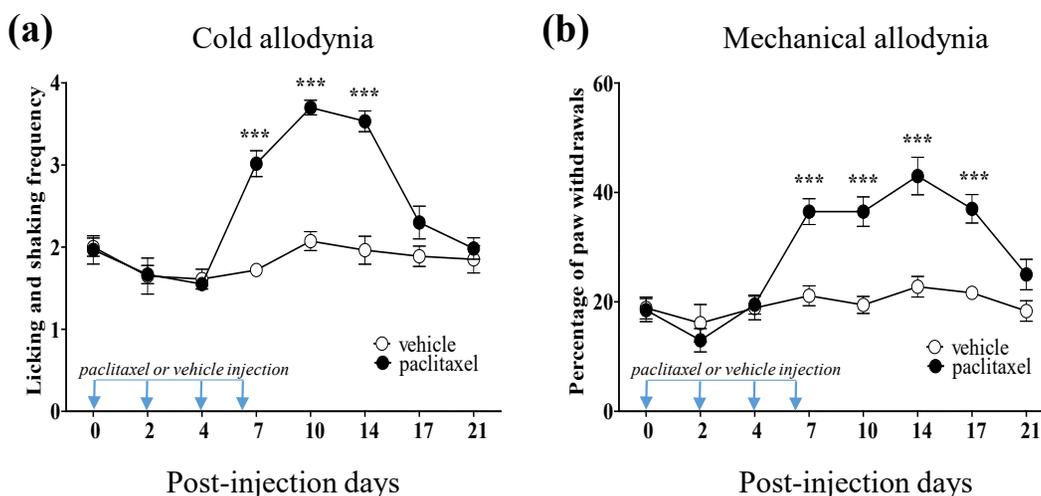 (a)
Cold allodynia
Licking and shaking frequency
4
3
2
1
0
***
***
***
vehicle
paclitaxel
paclitaxel or vehicle injection
0 2 4 7 10 14 17 21
Post-injection days
(b)
Mechanical allodynia
Percentage of paw withdrawals
60
40
20
0
***
***
***
***
vehicle
paclitaxel
paclitaxel or vehicle injection
0 2 4 7 10 14 17 21
Post-injection days